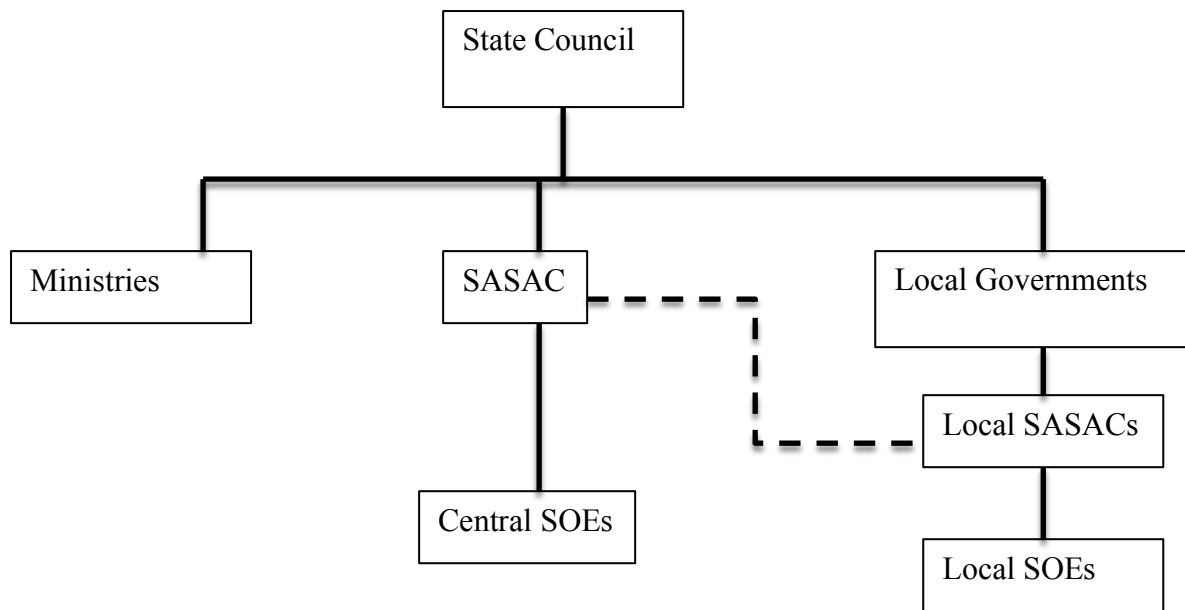 State Council
Ministries
SASAC
Local Governments
Local SASACs
Central SOEs
Local SOEs